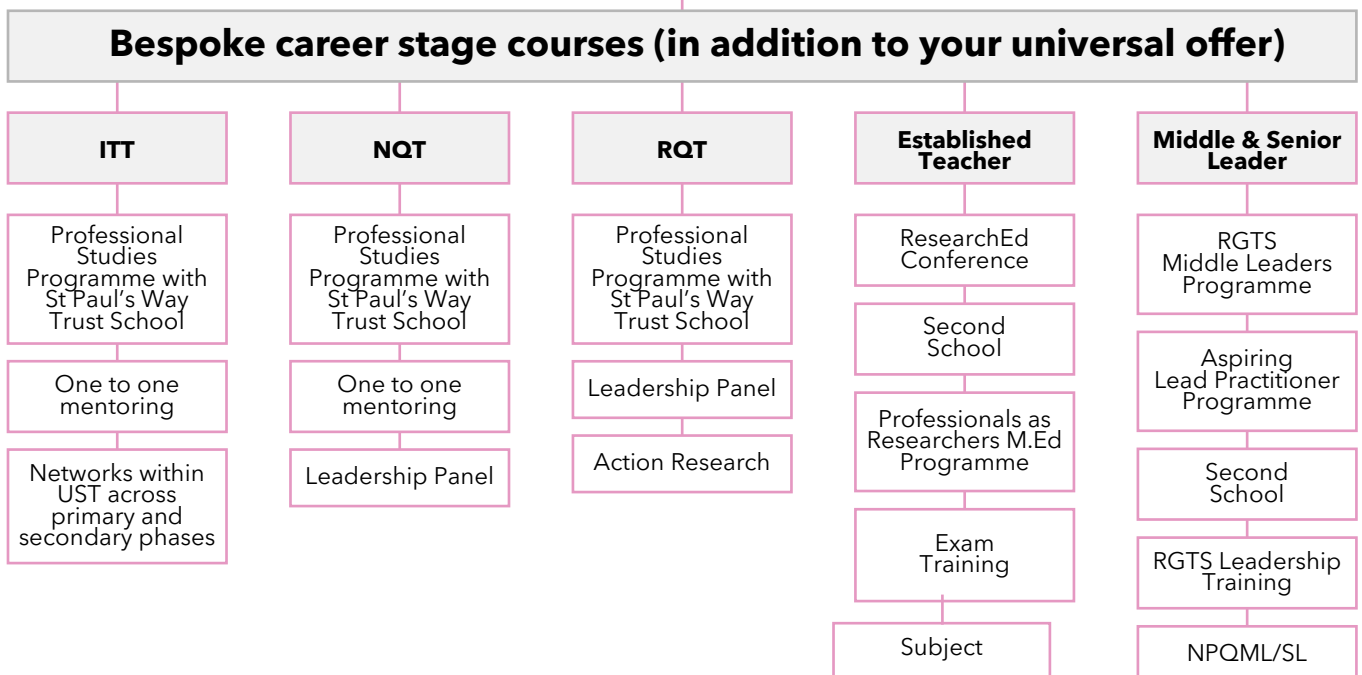 Bespoke career stage courses (in addition to your universal offer)
ITT
Professional
Studies
Programme with
St Paul's Way
Trust School
One to one
mentoring
Networks within
UST across
primary and
secondary phases
NQT
Professional
Studies
Programme with
St Paul's Way
Trust School
One to one
mentoring
Leadership Panel
RQT
Professional
Studies
Programme with
St Paul's Way
Trust School
Leadership Panel
Action Research
Established
Teacher
ResearchEd
Conference
Second
School
Professionals as
Researchers M.Ed
Programme
Exam
Training
Subject
Middle & Senior
Leader
RGTS
Middle Leaders
Programme
Aspiring
Lead Practitioner
Programme
Second
School
RGTS Leadership
Training
NPQML/SL